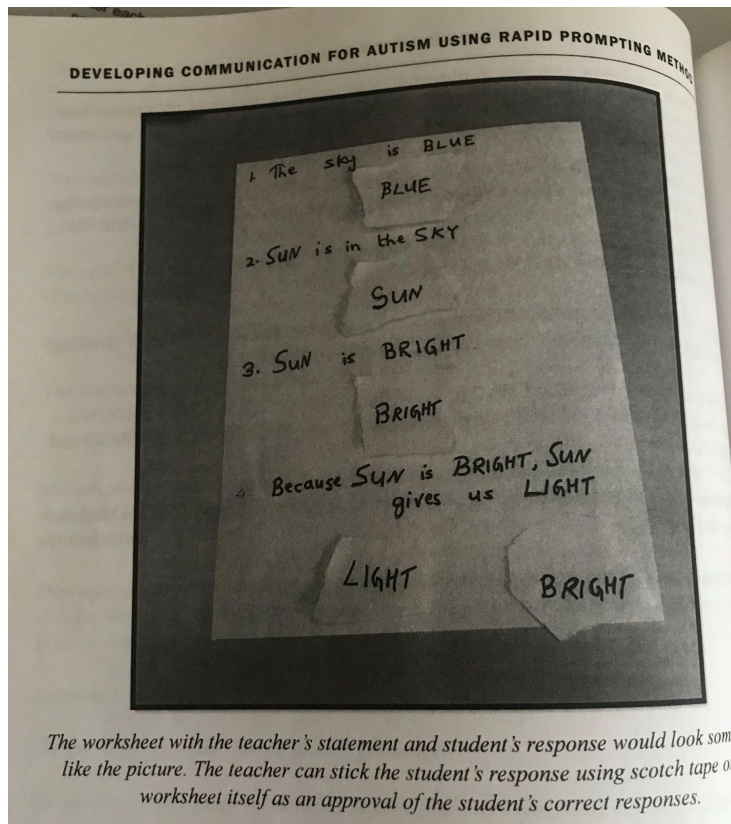 DEVELOPING COMMUNICATION FOR AUTISM USING RAPID PROMPTING
1. The sky is BLUE
BLUE
2. SUN is in the SKY
SUN
3. SUN is BRIGHT
BRIGHT
Because SUN is BRIGHT, SUN
gives us LIGHT
LIGHT BRIGHT
The worksheet with the teacher's statement and student's response would look
like the picture. The teacher can stick the student's response using scotch tape
worksheet itself as an approval of the student's correct responses.